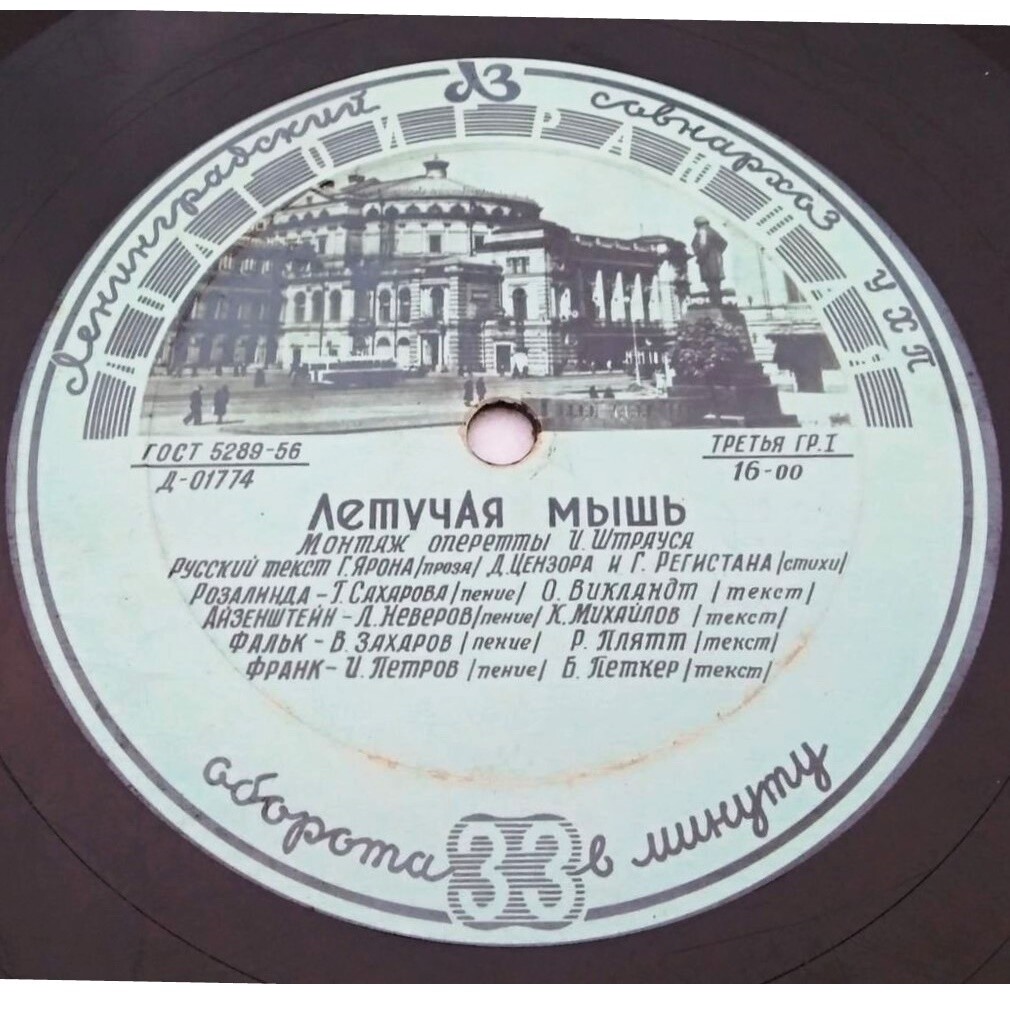 Ленинградский ЛЗ совнархоз УХП
ДОЛГОИГРАЮЩАЯ
ГОСТ 5289-56
Д-01774
ТРЕТЬЯ ГР. I
16-00
ЛЕТУЧАЯ МЫШЬ
МОНТАЖ ОПЕРЕТТЫ И. ШТРАУСА
РУССКИЙ ТЕКСТ Г. ЯРОНА /ПРОЗА/ Д. ЦЕНЗОРА И Г. РЕГИСТАНА /СТИХИ/
РОЗАЛИНДА - Т. САХАРОВА /ПЕНИЕ/ О. ВИКЛАНДТ /ТЕКСТ/
АЙЗЕНШТЕЙН - Л. НЕВЕРОВ /ПЕНИЕ/ К. МИХАЙЛОВ /ТЕКСТ/
ФАЛЬК - В. ЗАХАРОВ /ПЕНИЕ/ Р. ПЛЯТТ /ТЕКСТ/
ФРАНК - И. ПЕТРОВ /ПЕНИЕ/ Б. ПЕТКЕР /ТЕКСТ/
оборота 33 в минуту